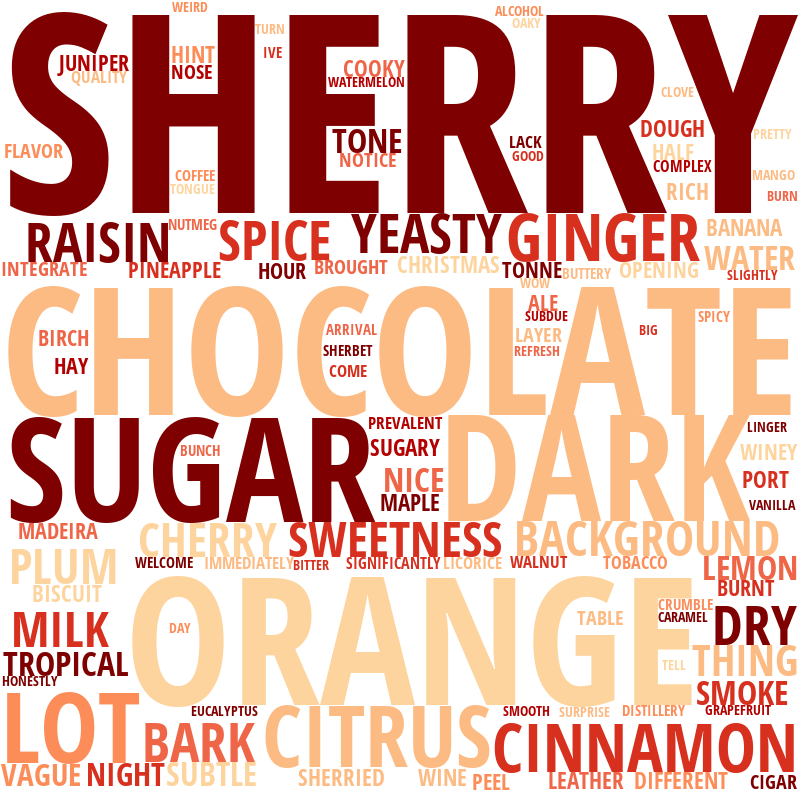 WEIRD
ALCOHOL
OAKY
TURN
SHERRY
JUNIPER
HINT
IVE
QUALITY
NOSE
COOKY
WATERMELON
CLOVE
FLAVOR
TONE
NOTICE
LACK
GOOD
DOUGH
PRETTY
HALF
COMPLEX
COFFEE
TONGUE
MANGO
RICH
BURN
RAISIN
NUTMEG
SPICE
YEASTY
GINGER
BANANA
WATER
INTEGRATE
PINEAPPLE
HOUR
BROUGHT
CHRISTMAS
TONNE
BUTTERY
OPENING
SLIGHTLY
WOW
CHOCOLATE
ALE
SUBDUE
SPICY
BIRCH
ARRIVAL
LAYER
BIG
HAY
SHERBET
REFRESH
COME
SUGAR
DARK
PREVALENT
LINGER
BUNCH
SUGARY
WINEY
NICE
PORT
MAPLE
VANILLA
MADEIRA
CHERRY
SWEETNESS
BACKGROUND
PLUM
WELCOME
IMMEDIATELY
BITTER
SIGNIFICANTLY
LICORICE
WALNUT
TOBACCO
LEMON
BISCUIT
ORANGE
BURNT
MILK
DAY
TABLE
CRUMBLE
CARAMEL
DRY
TROPICAL
TELL
THING
HONESTLY
SMOKE
LOT
EUCALYPTUS
CITRUS
SMOOTH
SURPRISE
DISTILLERY
GRAPEFRUIT
BARK
CINNAMON
VAGUE
NIGHT
SUBTLE
SHERRIED
WINE
PEEL
LEATHER
DIFFERENT
CIGAR